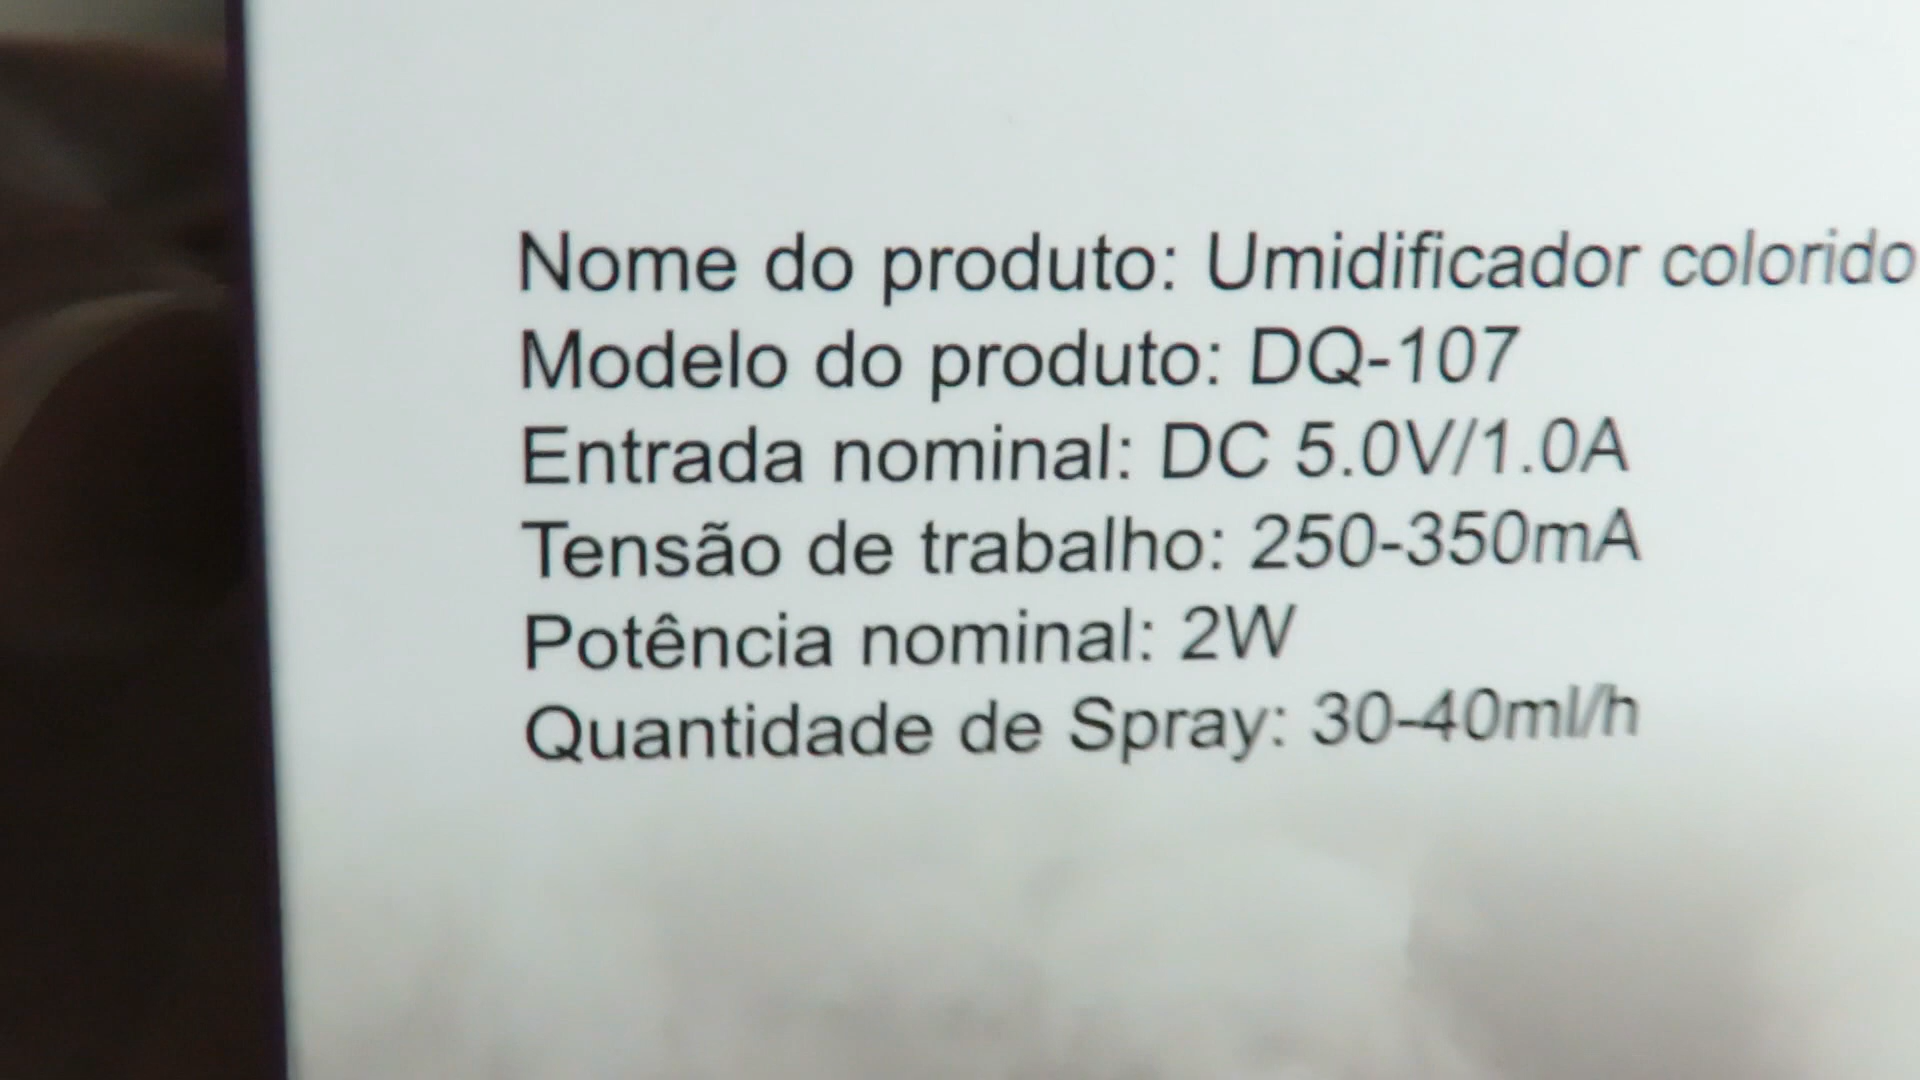 Nome do produto: Umidificador colorido
Modelo do produto: DQ-107
Entrada nominal: DC 5.0V/1.0A
Tensão de trabalho: 250-350mA
Potência nominal: 2W
Quantidade de Spray: 30-40ml/h